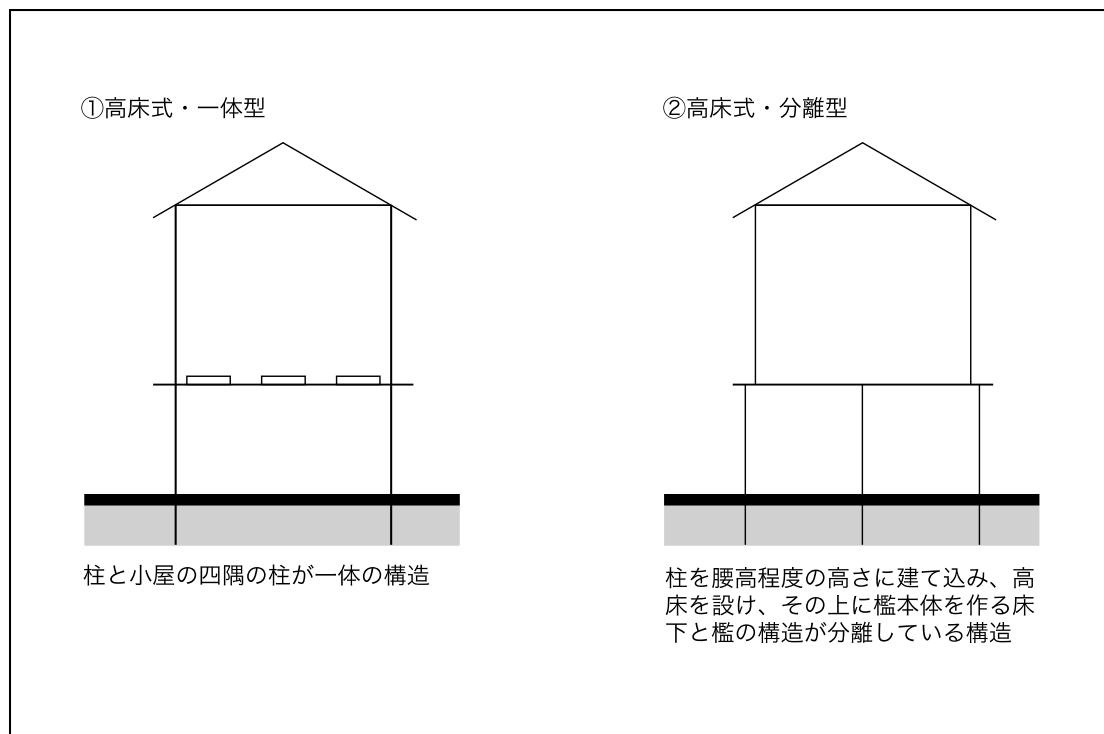 ①高床式・一体型
柱と小屋の四隅の柱が一体の構造
②高床式・分離型
柱を腰高程度の高さに建て込み、高
床を設け、その上に檻本体を作る床
下と檻の構造が分離している構造